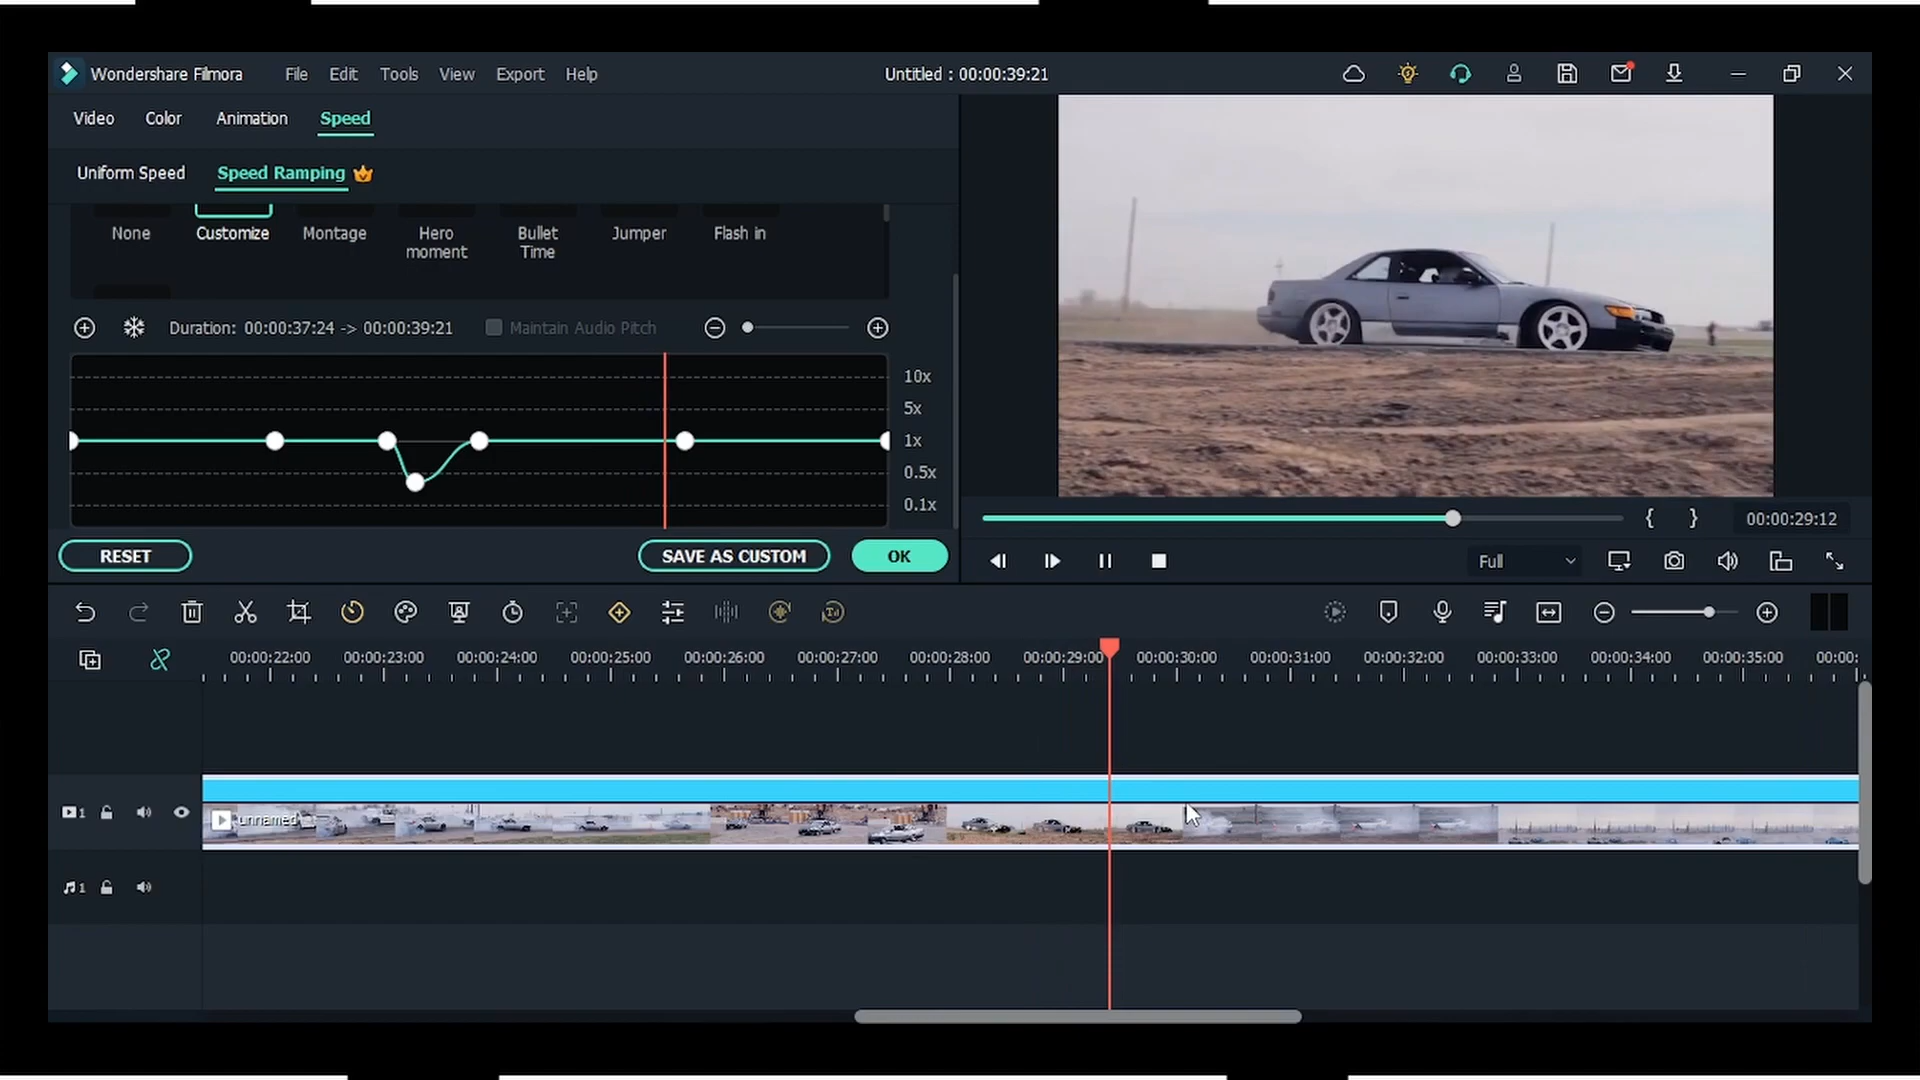 Wondershare Filmora File Edit Tools View Export Help Untitled : 00:00:39:21
Video Color Animation Speed
Uniform Speed Speed Ramping
None Customize Montage Hero moment Bullet Time Jumper Flash in
Duration: 00:00:37:24 -> 00:00:39:21 Maintain Audio Pitch
10x
5x
1x
0.5x
0.1x
{ } 00:00:29:12
RESET SAVE AS CUSTOM OK
Full
00:00:22:00 00:00:23:00 00:00:24:00 00:00:25:00 00:00:26:00 00:00:27:00 00:00:28:00 00:00:29:00 00:00:30:00 00:00:31:00 00:00:32:00 00:00:33:00 00:00:34:00 00:00:35:00 00:00:
1 unnamed
1